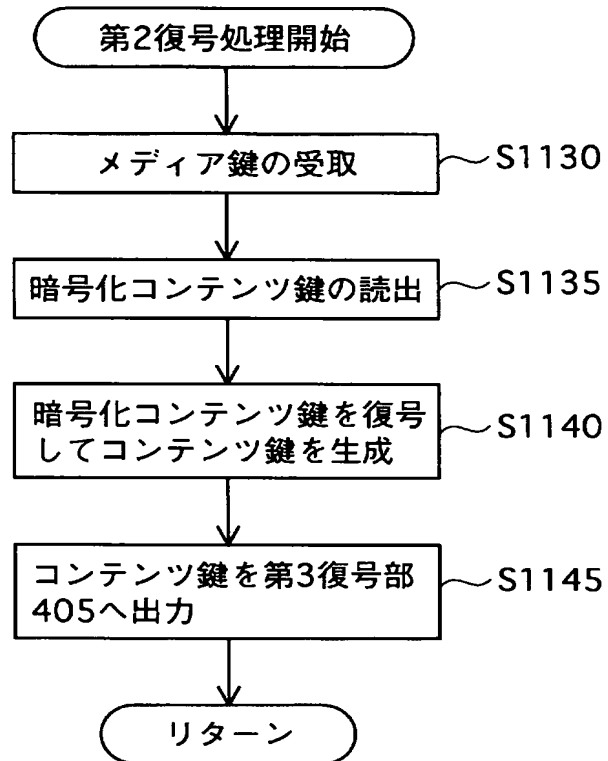 第2復号処理開始
メディア鍵の受取
S1130
暗号化コンテンツ鍵の読出
S1135
暗号化コンテンツ鍵を復号
してコンテンツ鍵を生成
S1140
コンテンツ鍵を第3復号部
405へ出力
S1145
リターン